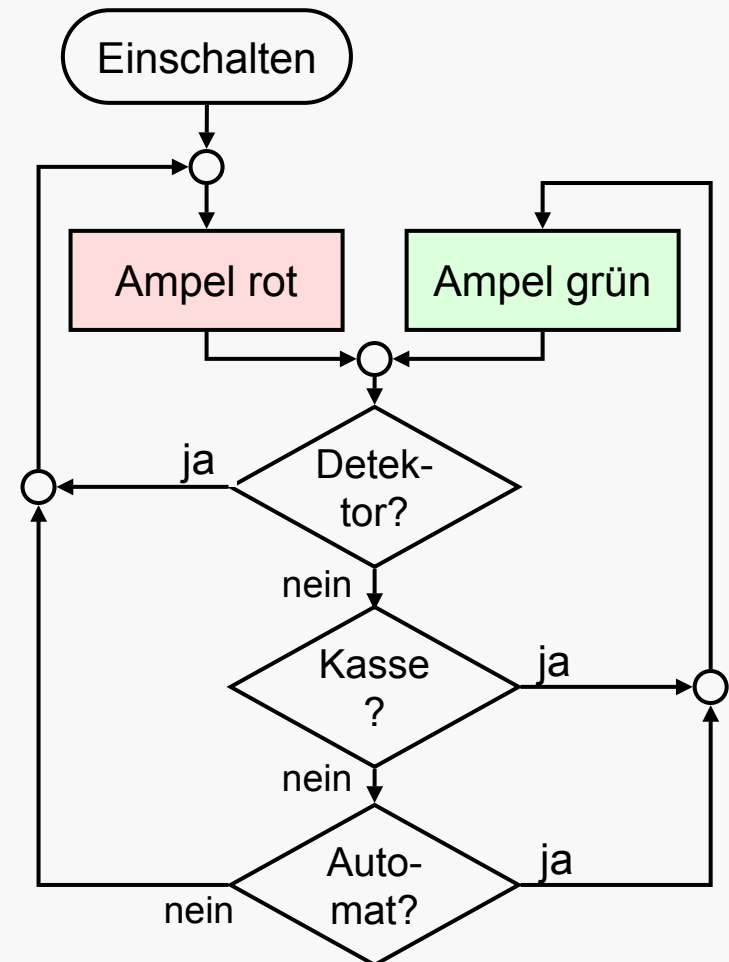 Einschalten
Ampel rot
Ampel grün
ja
Detek-
tor?
nein
Kasse
?
ja
nein
Auto-
mat?
ja
nein